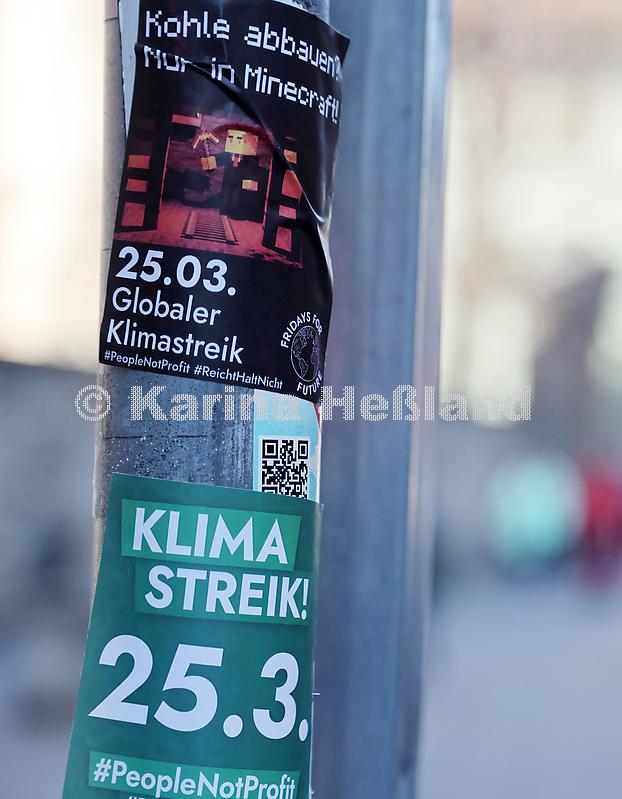 Kohle abbauen?
Nur in Minecraft!
25.03.
Globaler
Klimastreik
#PeopleNotProfit #ReichtHaltNicht
FRIDAYS FOR
FUTURE
© Karina Heßland
KLIMA
STREIK!
25.3.
#PeopleNotProfit